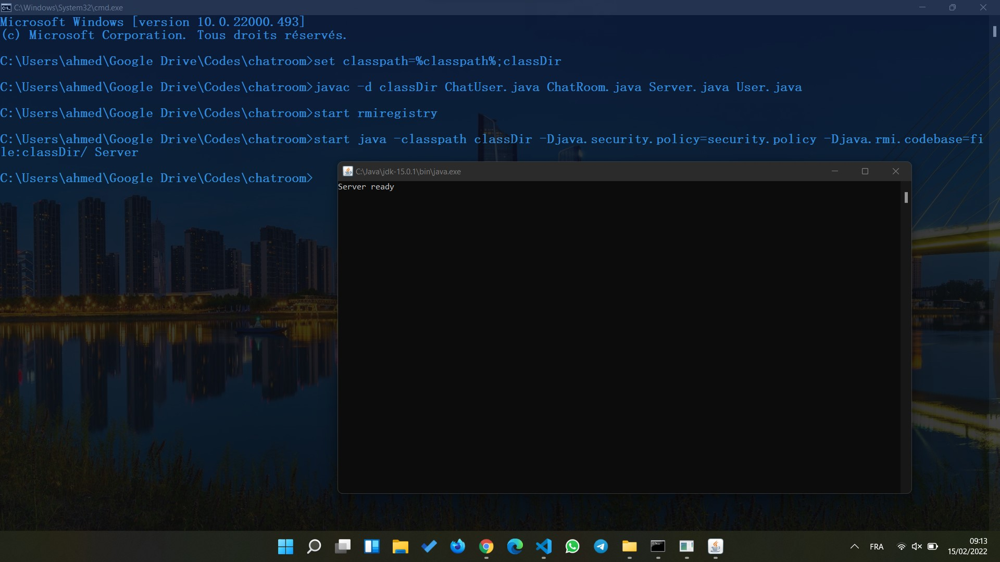 C:\Windows\System32\cmd.exe
Microsoft Windows [version 10.0.22000.493]
(c) Microsoft Corporation. Tous droits réservés.
C:\Users\ahmed\Google Drive\Codes\chatroom>set classpath=%classpath%;classDir
C:\Users\ahmed\Google Drive\Codes\chatroom>javac -d classDir ChatUser.java ChatRoom.java Server.java User.java
C:\Users\ahmed\Google Drive\Codes\chatroom>start rmiregistry
C:\Users\ahmed\Google Drive\Codes\chatroom>start java -classpath classDir -Djava.security.policy=security.policy -Djava.rmi.codebase=fi
le:classDir/ Server
C:\Users\ahmed\Google Drive\Codes\chatroom>
C:\Java\jdk-15.0.1\bin\java.exe
Server ready
FRA
09:13
15/02/2022